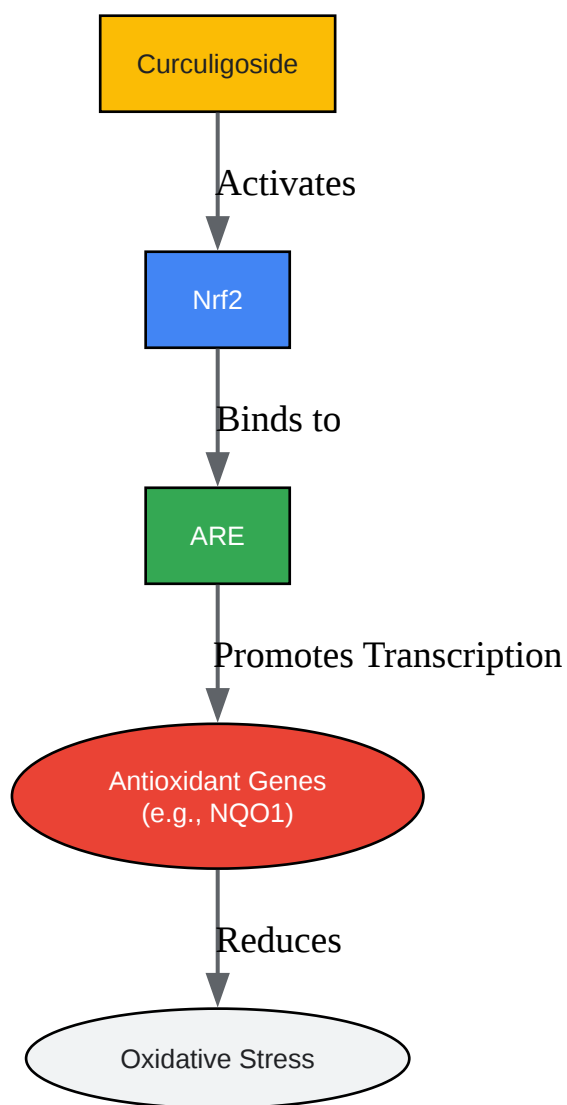 Curculigoside
Activates
Nrf2
Binds to
ARE
Promotes Transcription
Antioxidant Genes
(e.g., NQO1)
Reduces
Oxidative Stress